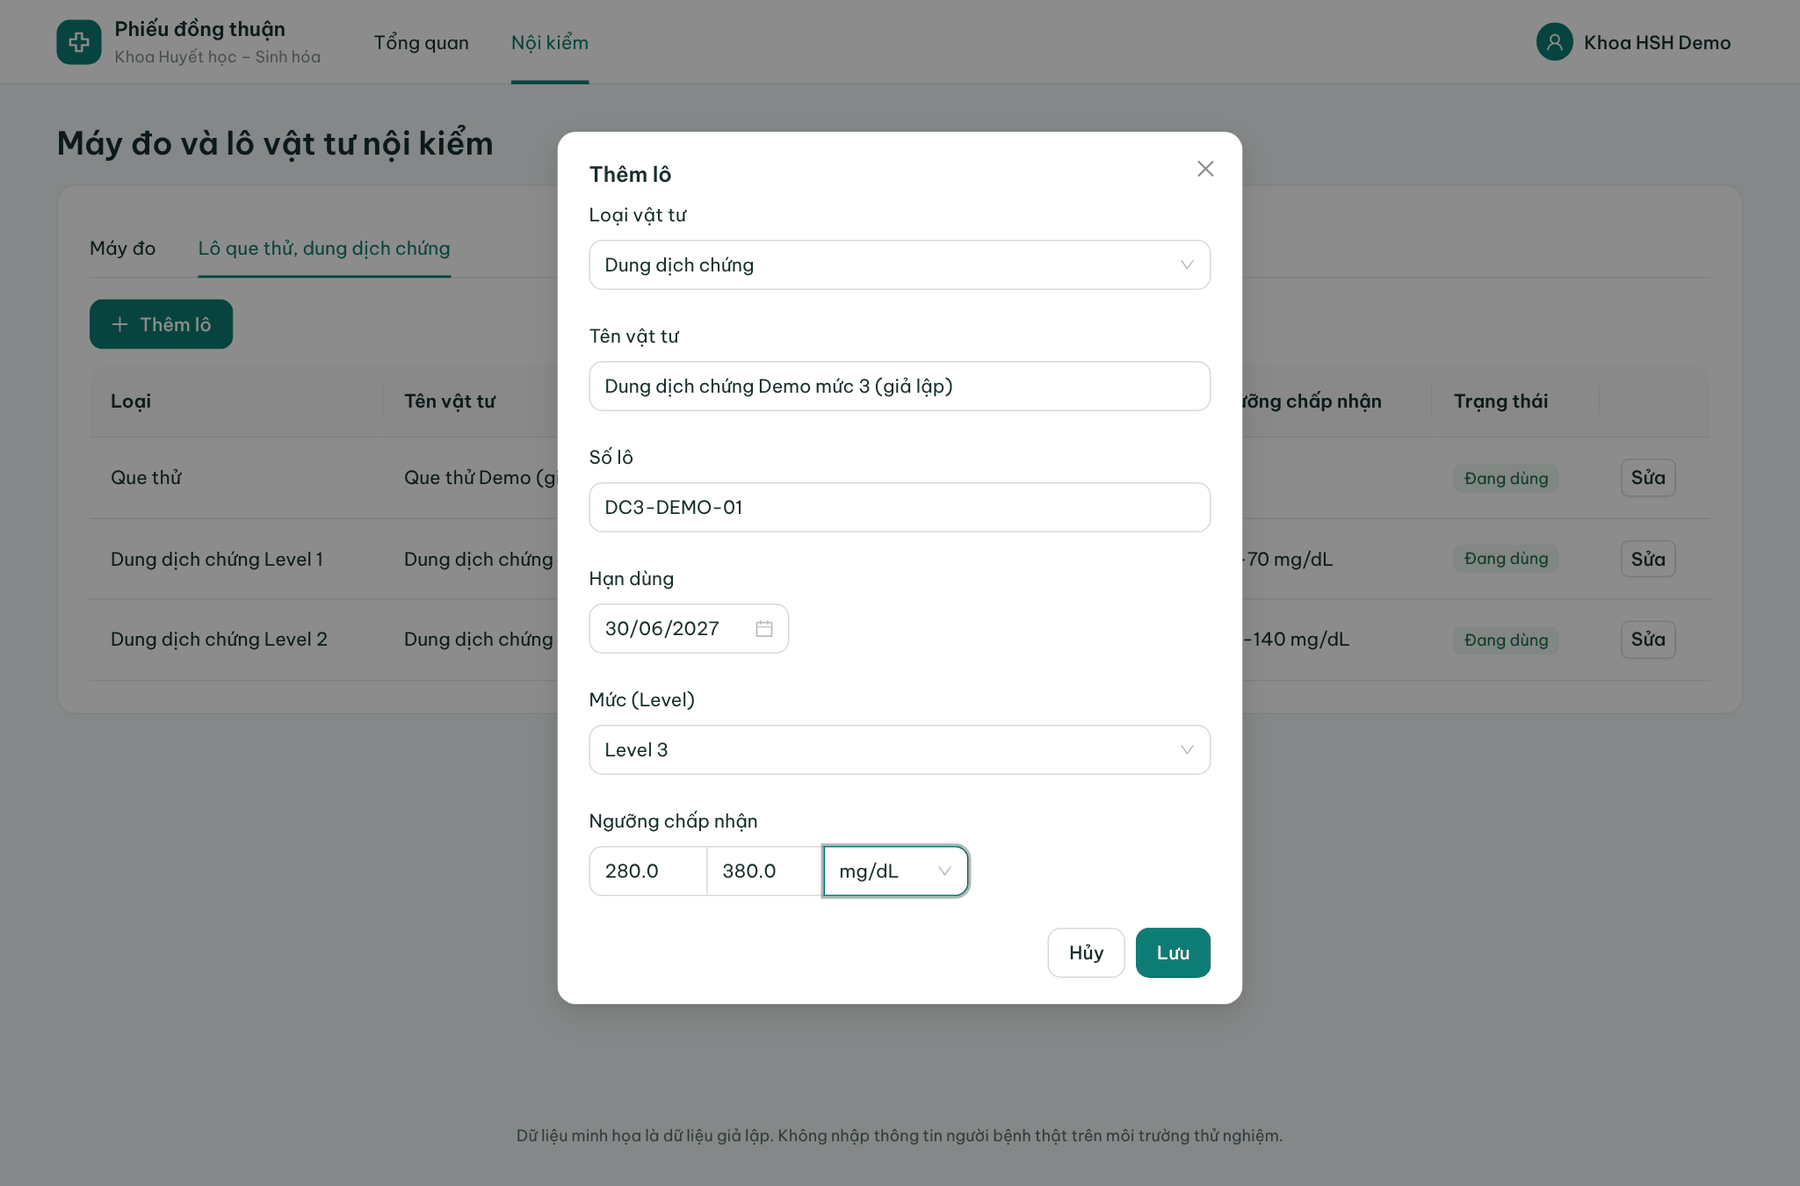 Phiếu đồng thuận
Khoa Huyết học – Sinh hóa
Tổng quan
Nội kiểm
Khoa HSH Demo
Máy đo và lô vật tư nội kiểm
Máy đo
Lô que thử, dung dịch chứng
+ Thêm lô
Loại
Tên vật tư
chấp nhận
Trạng thái
Que thử
Que thử Demo
Đang dùng
Sửa
Dung dịch chứng Level 1
Dung dịch chứng
-70 mg/dL
Đang dùng
Sửa
Dung dịch chứng Level 2
Dung dịch chứng
-140 mg/dL
Đang dùng
Sửa
Thêm lô
Loại vật tư
Dung dịch chứng
Tên vật tư
Dung dịch chứng Demo mức 3 (giả lập)
Số lô
DC3-DEMO-01
Hạn dùng
30/06/2027
Mức (Level)
Level 3
Ngưỡng chấp nhận
280.0
380.0
mg/dL
Hủy
Lưu
Dữ liệu minh họa là dữ liệu giả lập. Không nhập thông tin người bệnh thật trên môi trường thử nghiệm.